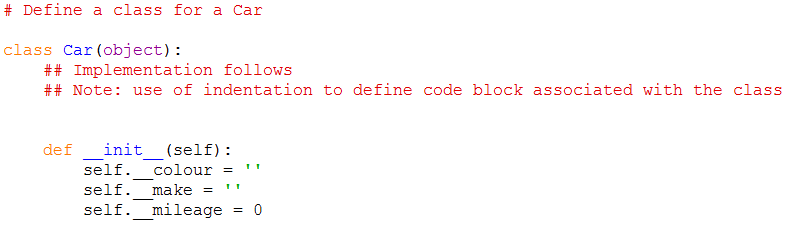 # Define a class for a Car
class Car(object):
    ## Implementation follows
    ## Note: use of indentation to define code block associated with the class
    def __init__(self):
        self.__colour = ''
        self.__make = ''
        self.__mileage = 0